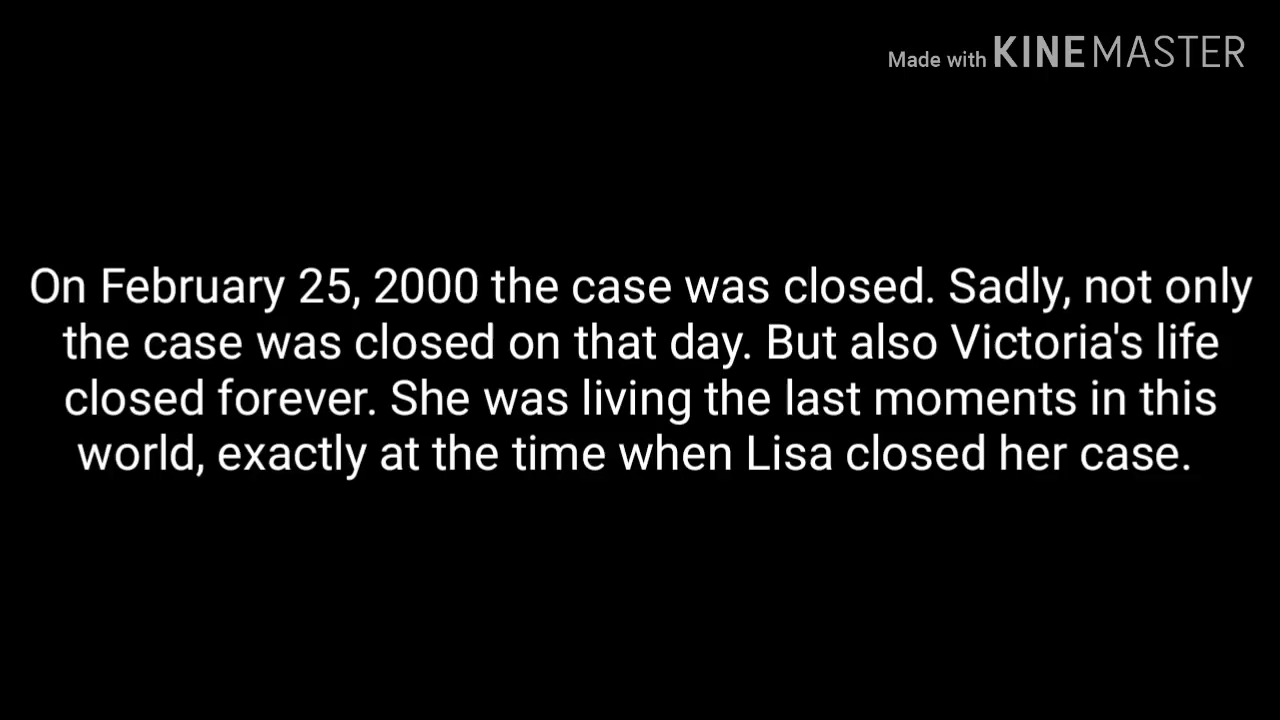 Made with KINEMASTER
On February 25, 2000 the case was closed. Sadly, not only
the case was closed on that day. But also Victoria's life
closed forever. She was living the last moments in this
world, exactly at the time when Lisa closed her case.